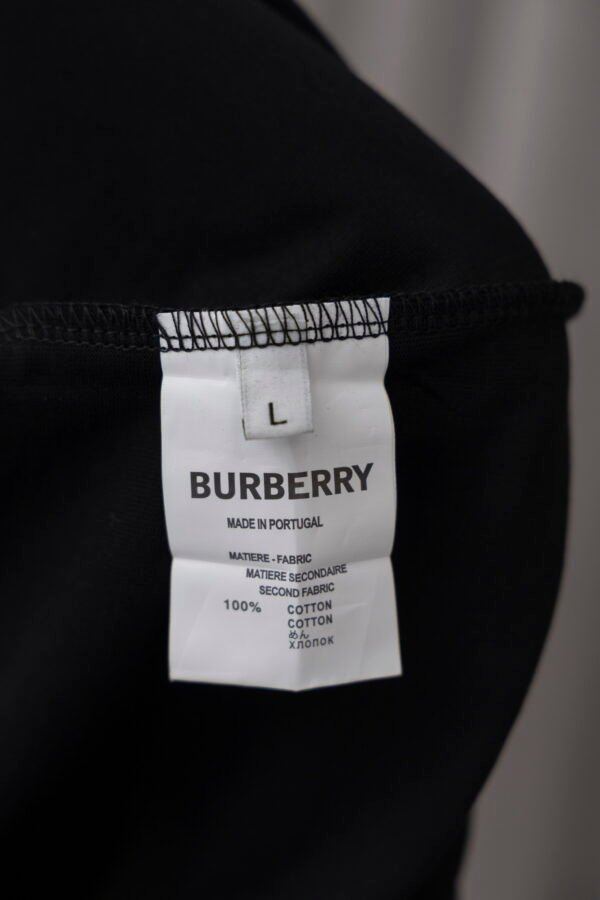 L
BURBERRY
MADE IN PORTUGAL
MATIERE - FABRIC
MATIERE SECONDAIRE
SECOND FABRIC
100% COTTON
COTTON
めん
ХЛОПОК